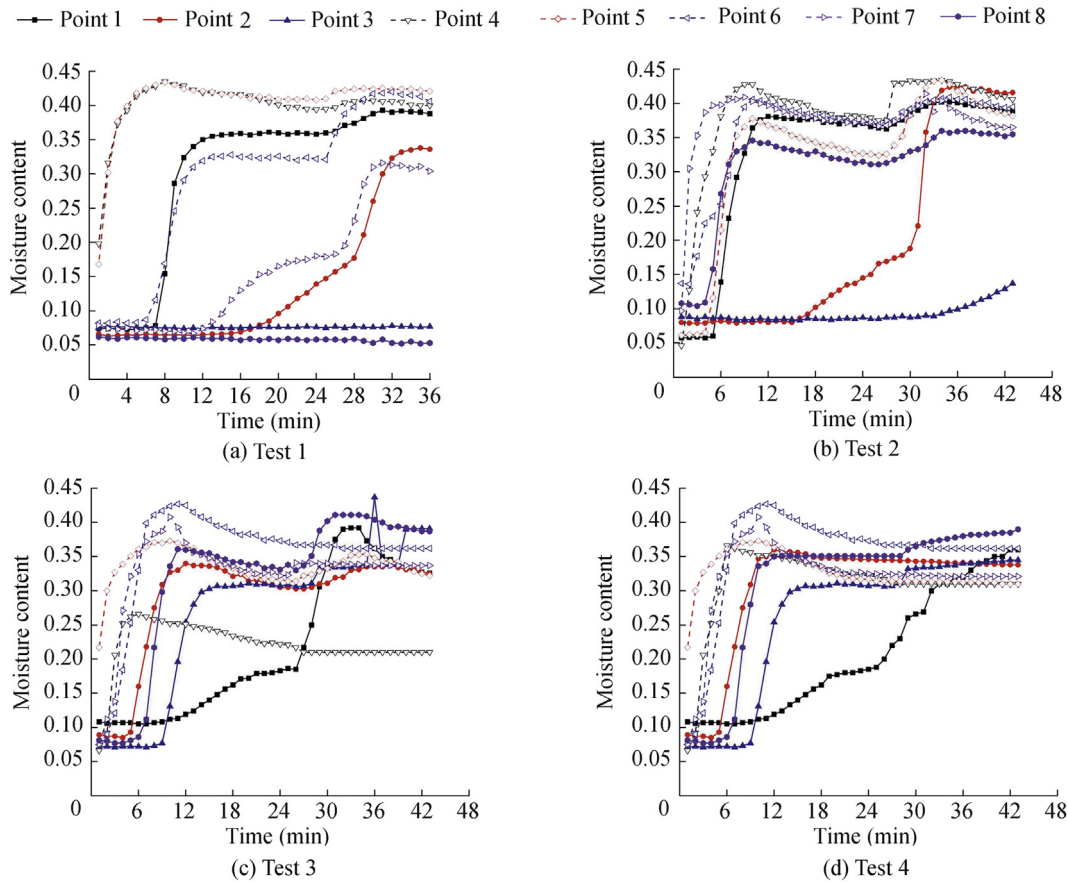 Point 1 Point 2 Point 3 Point 4 Point 5 Point 6 Point 7 Point 8
Moisture content
0.45
0.40
0.35
0.30
0.25
0.20
0.15
0.10
0.05
0
4 8 12 16 20 24 28 32 36
Time (min)
(a) Test 1
Moisture content
0.45
0.40
0.35
0.30
0.25
0.20
0.15
0.10
0.05
0
6 12 18 24 30 36 42 48
Time (min)
(b) Test 2
Moisture content
0.45
0.40
0.35
0.30
0.25
0.20
0.15
0.10
0.05
0
6 12 18 24 30 36 42 48
Time (min)
(c) Test 3
Moisture content
0.45
0.40
0.35
0.30
0.25
0.20
0.15
0.10
0.05
0
6 12 18 24 30 36 42 48
Time (min)
(d) Test 4